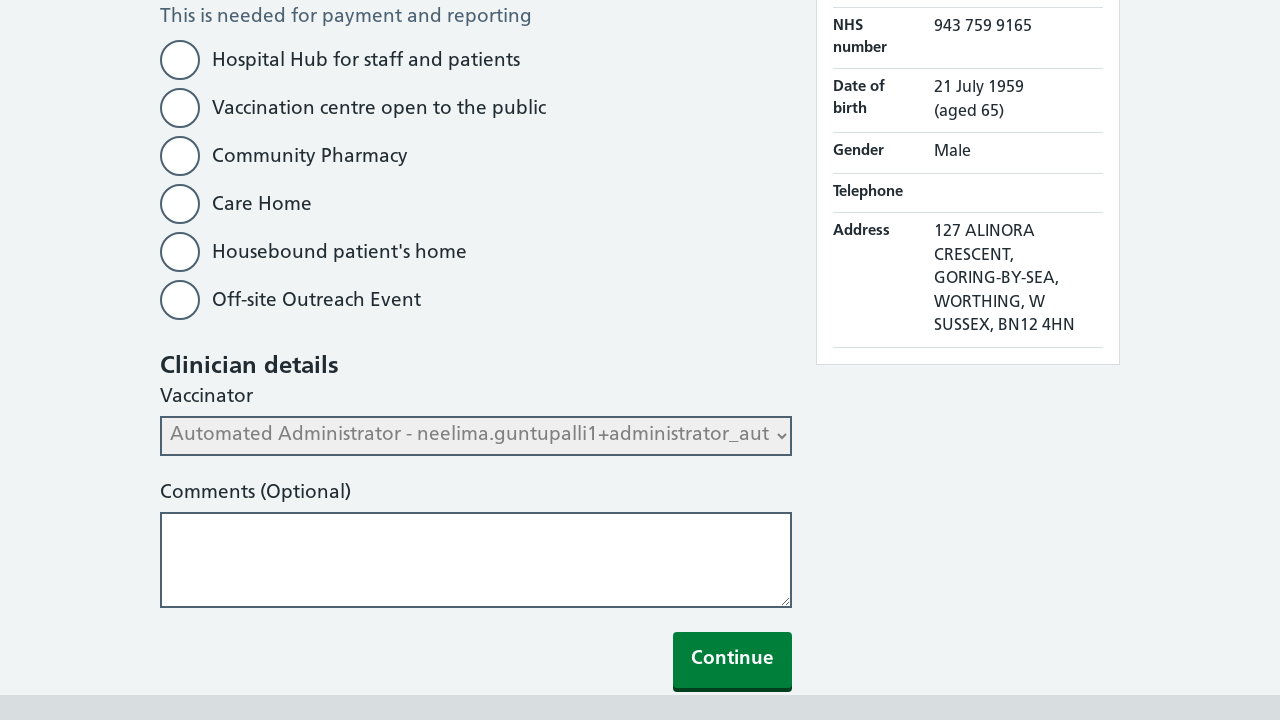 This is needed for payment and reporting
Hospital Hub for staff and patients
Vaccination centre open to the public
Community Pharmacy
Care Home
Housebound patient's home
Off-site Outreach Event
Clinician details
Vaccinator
Automated Administrator - neelima.guntupalli1+administrator_aut
Comments (Optional)
Continue
NHS number 943 759 9165
Date of birth 21 July 1959
(aged 65)
Gender Male
Telephone
Address 127 ALINORA
CRESCENT,
GORING-BY-SEA,
WORTHING, W
SUSSEX, BN12 4HN